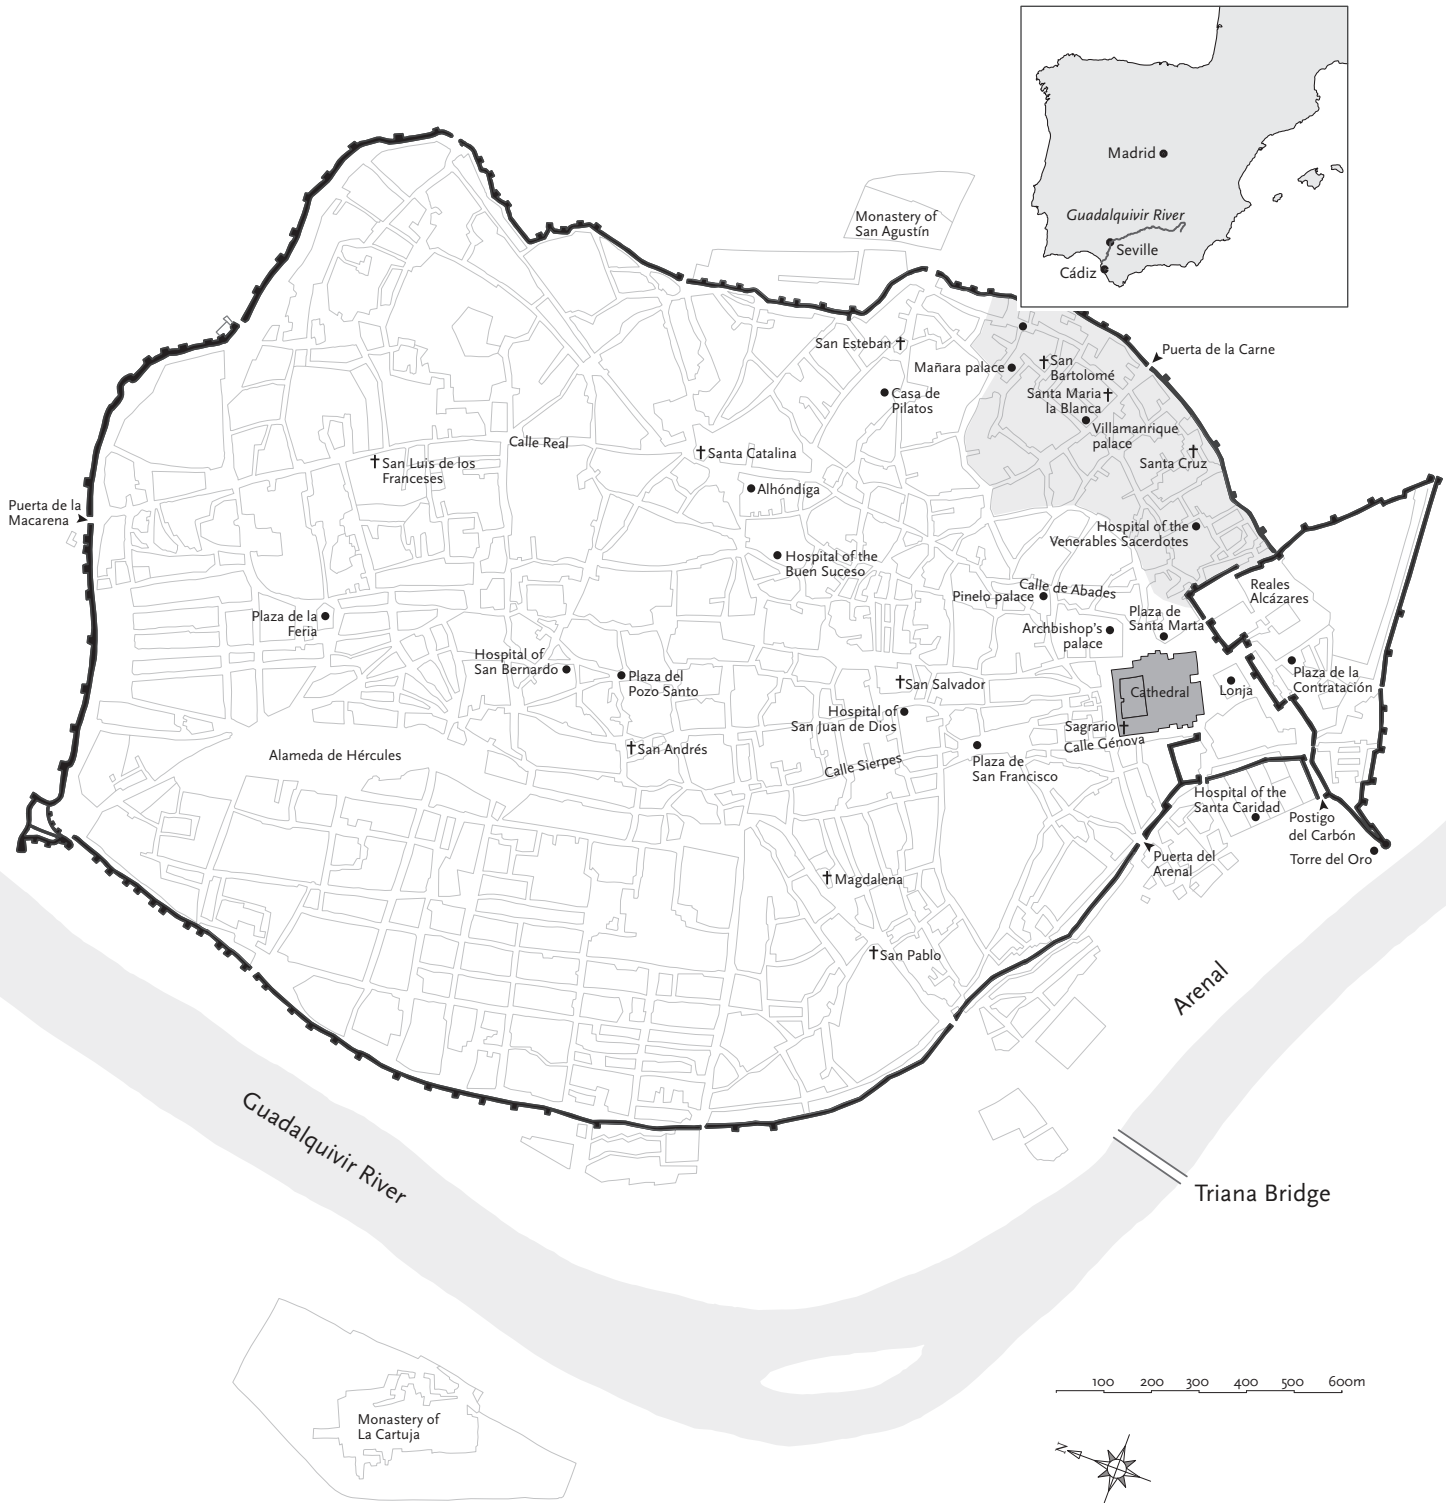 Madrid
Guadalquivir River
Seville
Cádiz
Monastery of
San Agustín
San Esteban
Puerta de la Carne
Mañara palace
San
Bartolomé
Casa de
Pilatos
Santa Maria
la Blanca
Villamanrique
palace
Calle Real
Santa Catalina
Santa Cruz
San Luis de los
Franceses
Alhóndiga
Puerta de la
Macarena
Hospital of the
Venerables Sacerdotes
Hospital of the
Buen Suceso
Calle de Abades
Pinelo palace
Reales
Alcázares
Plaza de la
Feria
Plaza de
Santa Marta
Archbishop's
palace
Hospital of
San Bernardo
Plaza del
Pozo Santo
San Salvador
Cathedral
Lonja
Plaza de la
Contratación
Hospital of
San Juan de Dios
Sagrario
Calle Génova
San Andrés
Alameda de Hércules
Calle Sierpes
Plaza de
San Francisco
Hospital of the
Santa Caridad
Postigo
del Carbón
Torre del Oro
Puerta del
Arenal
Magdalena
San Pablo
Arenal
Guadalquivir River
Triana Bridge
100 200 300 400 500 600m
Monastery of
La Cartuja
N